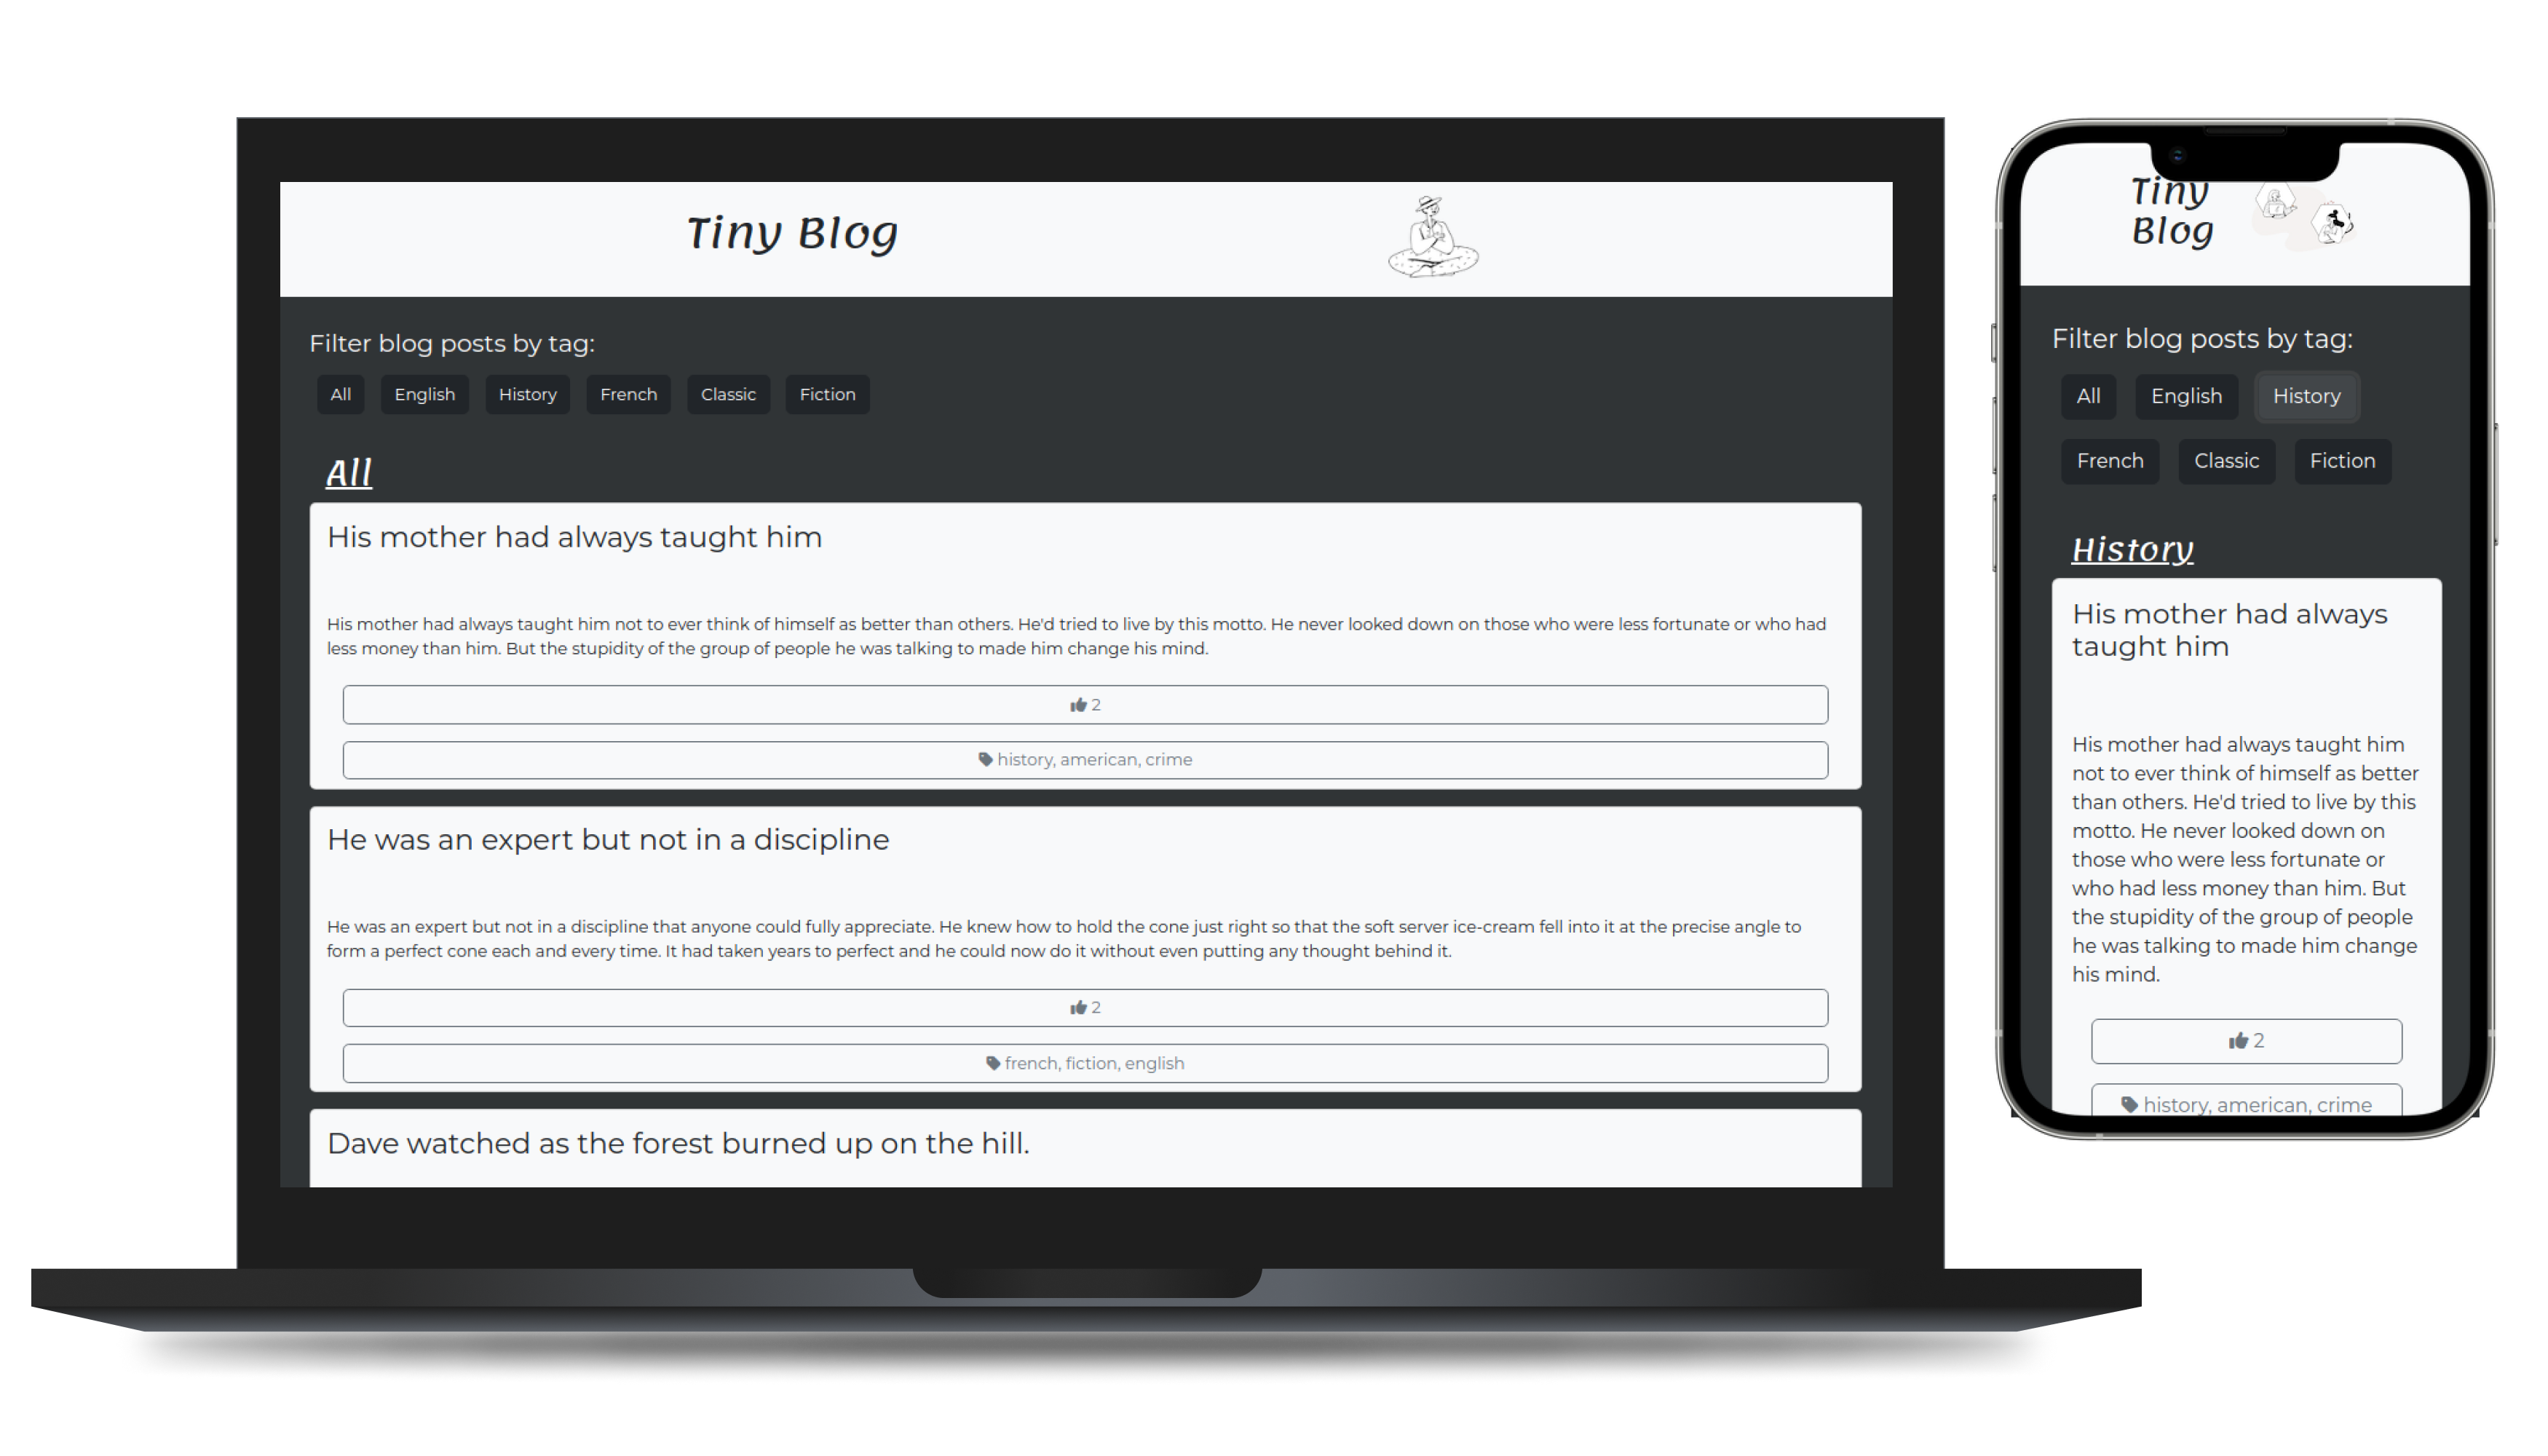 Tiny Blog
Filter blog posts by tag:
All English History French Classic Fiction
All
His mother had always taught him
His mother had always taught him not to ever think of himself as better than others. He'd tried to live by this motto. He never looked down on those who were less fortunate or who had
less money than him. But the stupidity of the group of people he was talking to made him change his mind.
2
history, american, crime
He was an expert but not in a discipline
He was an expert but not in a discipline that anyone could fully appreciate. He knew how to hold the cone just right so that the soft server ice-cream fell into it at the precise angle to
form a perfect cone each and every time. It had taken years to perfect and he could now do it without even putting any thought behind it.
2
french, fiction, english
Dave watched as the forest burned up on the hill.
Tiny
Blog
Filter blog posts by tag:
All English History
French Classic Fiction
History
His mother had always
taught him
His mother had always taught him
not to ever think of himself as better
than others. He'd tried to live by this
motto. He never looked down on
those who were less fortunate or
who had less money than him. But
the stupidity of the group of people
he was talking to made him change
his mind.
2
history, american, crime